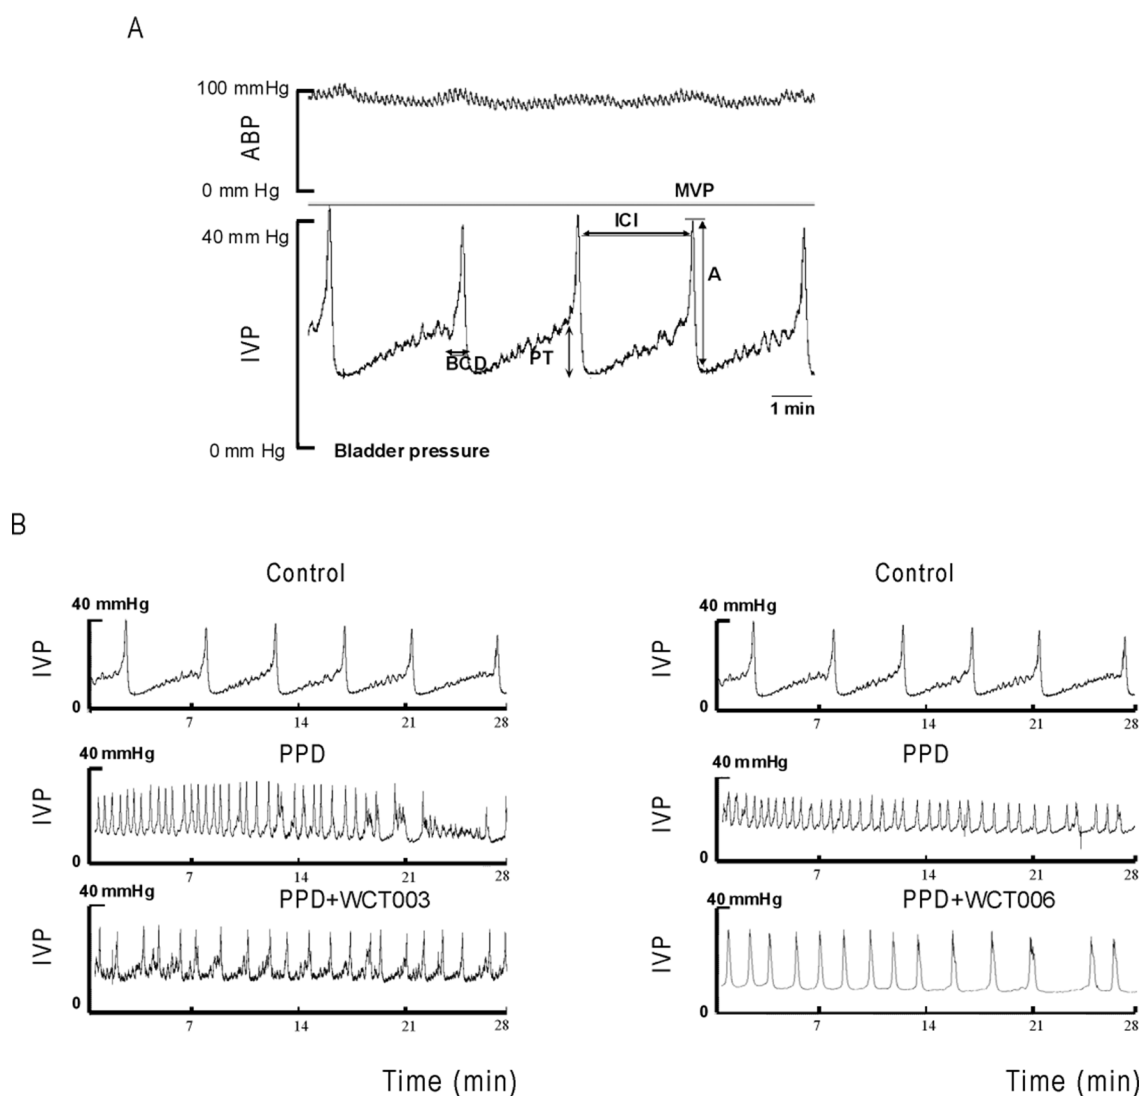 A
100 mmHg
ABP
0 mm Hg
MVP
40 mm Hg
ICI
A
IVP
BCD
PT
1 min
0 mm Hg
Bladder pressure
B
Control
40 mmHg
IVP
0
7 14 21 28
PPD
40 mmHg
IVP
0
7 14 21 28
PPD+WCT003
40 mmHg
IVP
0
7 14 21 28
Time (min)
Control
40 mmHg
IVP
0
7 14 21 28
PPD
40 mmHg
IVP
0
7 14 21 28
PPD+WCT006
40 mmHg
IVP
0
7 14 21 28
Time (min)